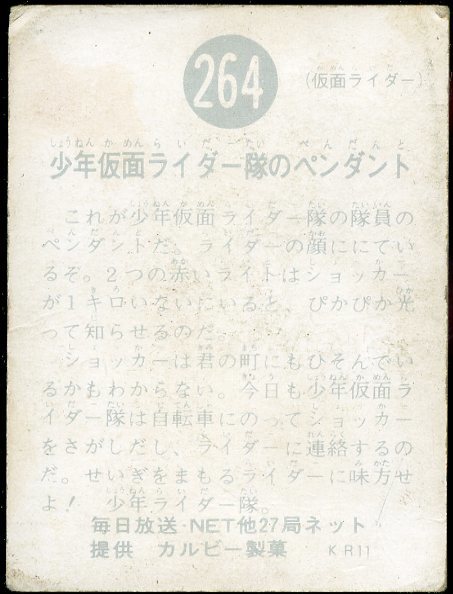 264
(仮面ライダー)
少年仮面ライダー隊のペンダント
これが少年仮面ライダー隊の隊員の
ペンダントだ、ライダーの顔ににてい
るぞ。2つの赤いライトはショッカー
が1キロいないにいると、ぴかぴか光
って知らせるのだ。
ショッカーは君の町にもひそんでい
るかもわからない。今日も少年仮面ラ
イダー隊は自転車にのってショッカー
をさがしだし、ライダーに連絡するの
だ。せいぎをまもるライダーに味方せ
よ!少年ライダー隊。
毎日放送・NET他27局ネット
提供 カルビー製菓 KR11